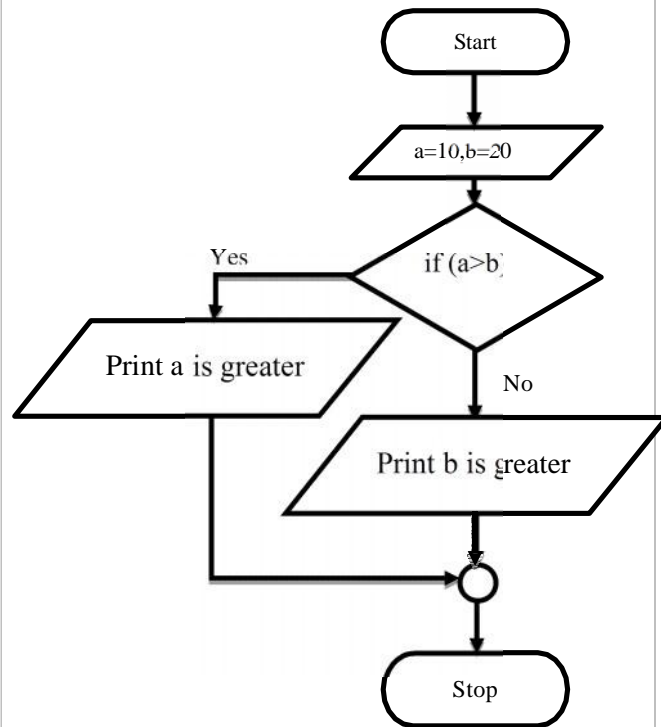 Start
a=10,b=20
if (a>b)
Yes
Print a is greater
No
Print b is greater
Stop